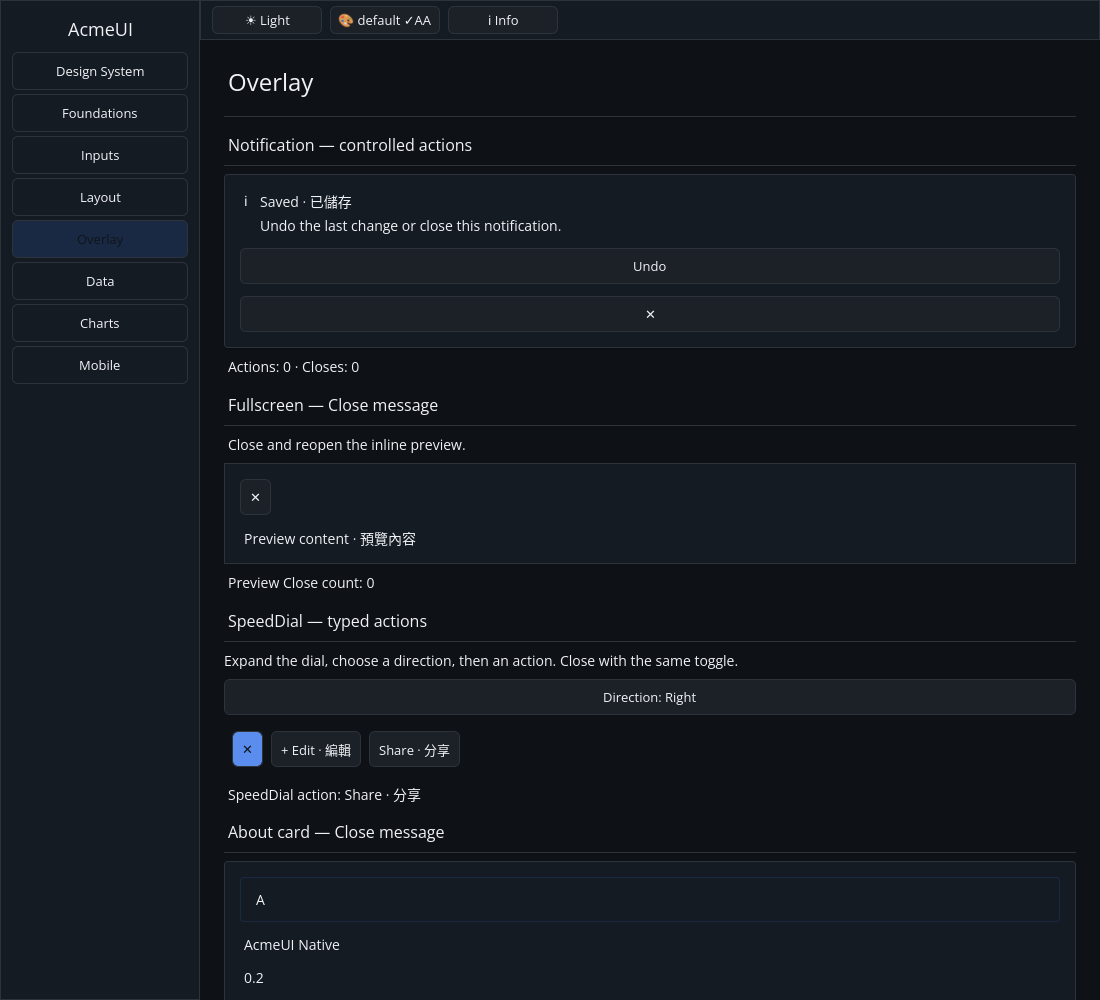 AcmeUI
Design System
Foundations
Inputs
Layout
Overlay
Data
Charts
Mobile
☀ Light
🎨 default ✓AA
i Info
Overlay
Notification — controlled actions
i Saved · 已儲存
Undo the last change or close this notification.
Undo
×
Actions: 0 · Closes: 0
Fullscreen — Close message
Close and reopen the inline preview.
×
Preview content · 預覽內容
Preview Close count: 0
SpeedDial — typed actions
Expand the dial, choose a direction, then an action. Close with the same toggle.
Direction: Right
× + Edit · 編輯 Share · 分享
SpeedDial action: Share · 分享
About card — Close message
A
AcmeUI Native
0.2